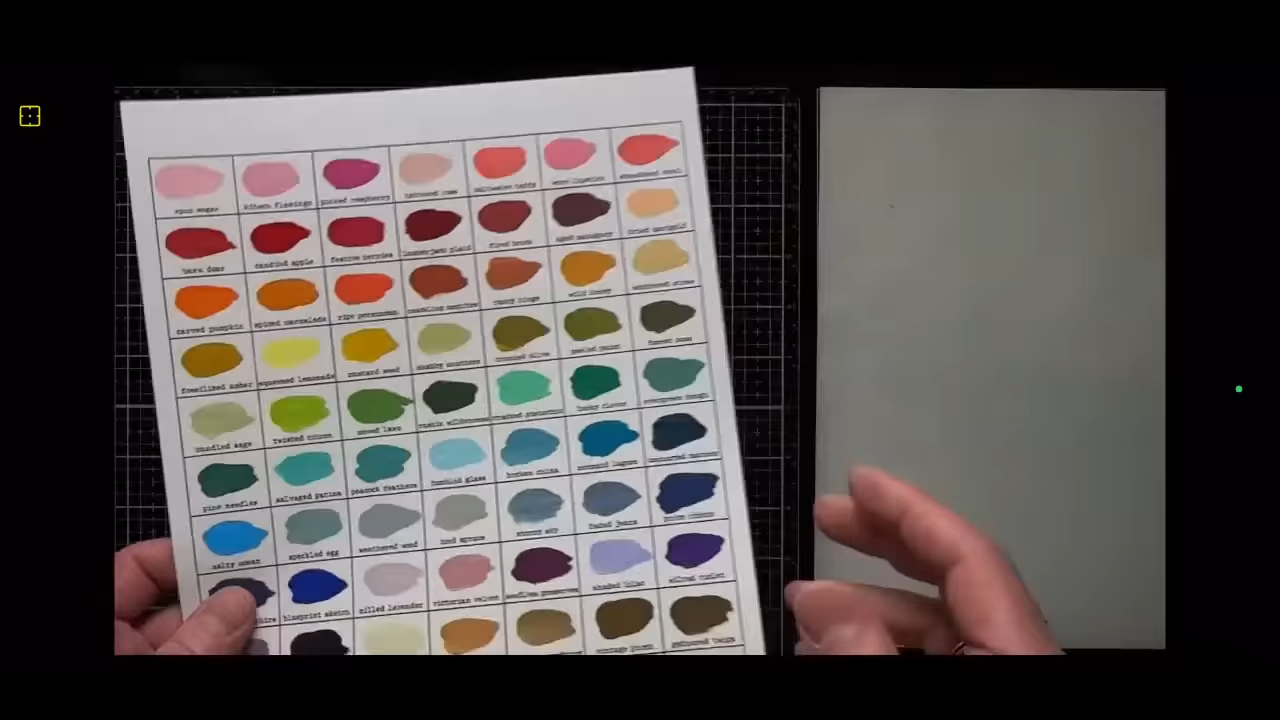 spun sugar kitsch flamingo picked raspberry tattered rose saltwater taffy worn lipstick abandoned coral
barn door candied apple festive berries lumberjack plaid fired brick aged mahogany dried marigold
carved pumpkin spiced marmalade ripe persimmon crackling campfire rusty hinge wild honey scattered straw
fossilized amber squeezed lemonade mustard seed shabby shutters crushed olive peeled paint forest moss
bundled sage twisted citron mowed lawn rustic wilderness cracked pistachio lucky clover evergreen bough
pine needles salvaged patina peacock feathers tumbled glass broken china mermaid lagoon uncharted mariner
salty ocean speckled egg weathered wood iced spruce stormy sky faded jeans prize ribbon
hire blueprint sketch milled lavender victorian velvet seedless preserves shaded lilac wilted violet
vintage photo gathered twigs